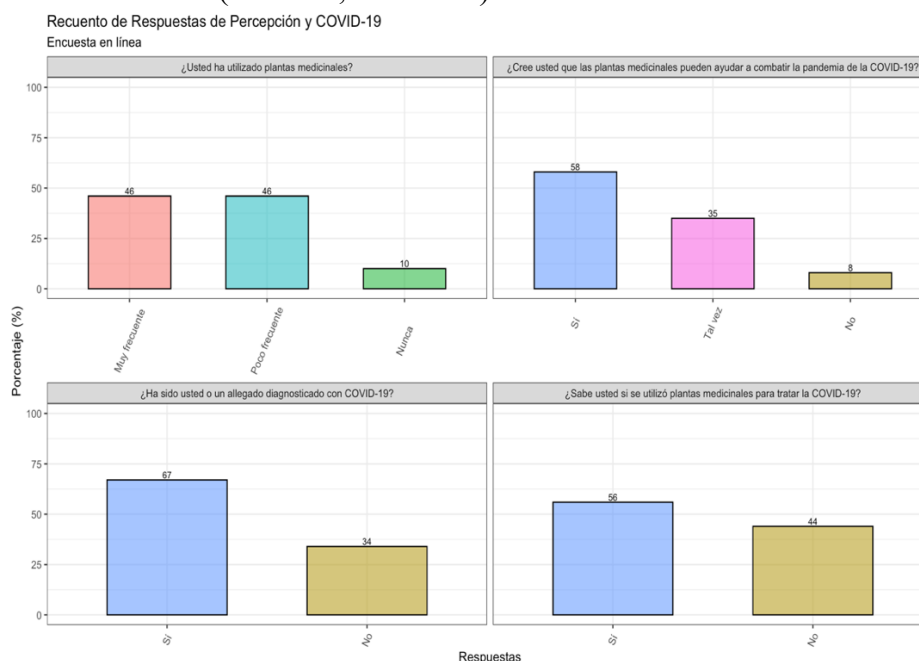 Recuento de Respuestas de Percepción y COVID-19
Encuesta en línea
¿Usted ha utilizado plantas medicinales?
¿Cree usted que las plantas medicinales pueden ayudar a combatir la pandemia de la COVID-19?
100
75
50
25
0
46
46
10
58
35
8
Muy frecuente
Poco frecuente
Nunca
Sí
Tal vez
No
Porcentaje (%)
¿Ha sido usted o un allegado diagnosticado con COVID-19?
¿Sabe usted si se utilizó plantas medicinales para tratar la COVID-19?
100
75
50
25
0
67
34
56
44
Sí
No
Sí
No
Respuestas